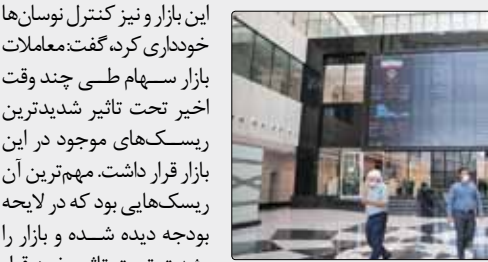 این بازار و نیز کنترل نوسان‌ها
خودداری کرد، گفت: معاملات
بازار سهام طی چند وقت
اخیر تحت تاثیر شدیدترین
ریسک‌های موجود در این
بازار قرار داشت. مهم‌ترین آن
ریسک‌هایی بود که در لایحه
بودجه دیده شده و بازار را